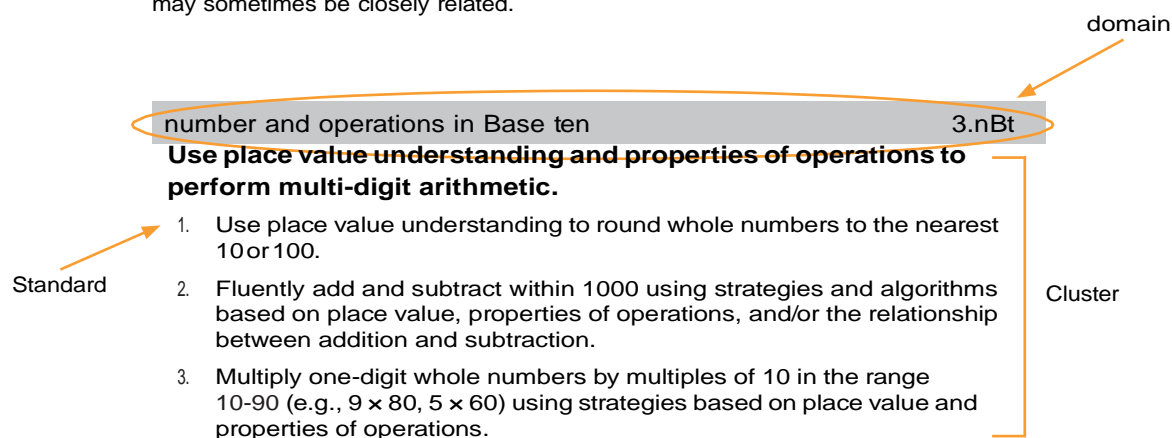 may sometimes be closely related.
domain
number and operations in Base ten 3.nBt
Use place value understanding and properties of operations to
perform multi-digit arithmetic.
1. Use place value understanding to round whole numbers to the nearest
10 or 100.
Standard
2. Fluently add and subtract within 1000 using strategies and algorithms
based on place value, properties of operations, and/or the relationship
between addition and subtraction.
Cluster
3. Multiply one-digit whole numbers by multiples of 10 in the range
10-90 (e.g., 9 × 80, 5 × 60) using strategies based on place value and
properties of operations.